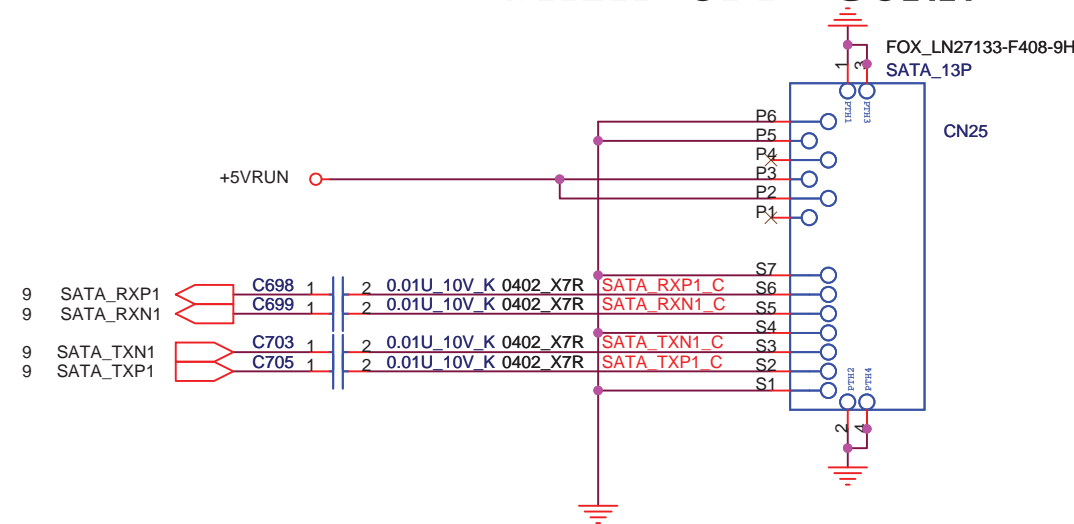 FOX_LN27133-F408-9H
SATA_13P
CN25
1
3
PTH1
PTH3
P6
P5
P4
P3
P2
P1
+5VRUN
S7
S6
S5
S4
S3
S2
S1
9 SATA_RXP1 C698 1 2 0.01U_10V_K 0402_X7R SATA_RXP1_C
9 SATA_RXN1 C699 1 2 0.01U_10V_K 0402_X7R SATA_RXN1_C
9 SATA_TXN1 C703 1 2 0.01U_10V_K 0402_X7R SATA_TXN1_C
9 SATA_TXP1 C705 1 2 0.01U_10V_K 0402_X7R SATA_TXP1_C
PTH2
PTH4
2
4